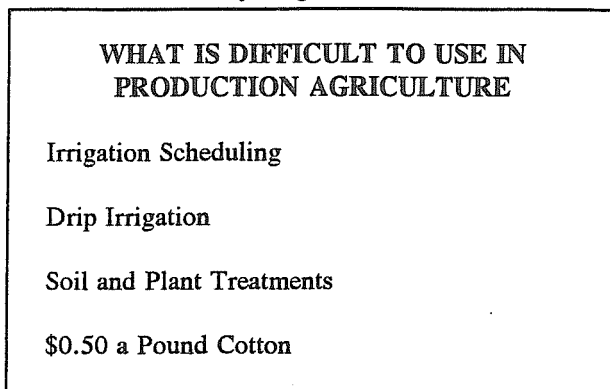 WHAT IS DIFFICULT TO USE IN
PRODUCTION AGRICULTURE
Irrigation Scheduling
Drip Irrigation
Soil and Plant Treatments
$0.50 a Pound Cotton